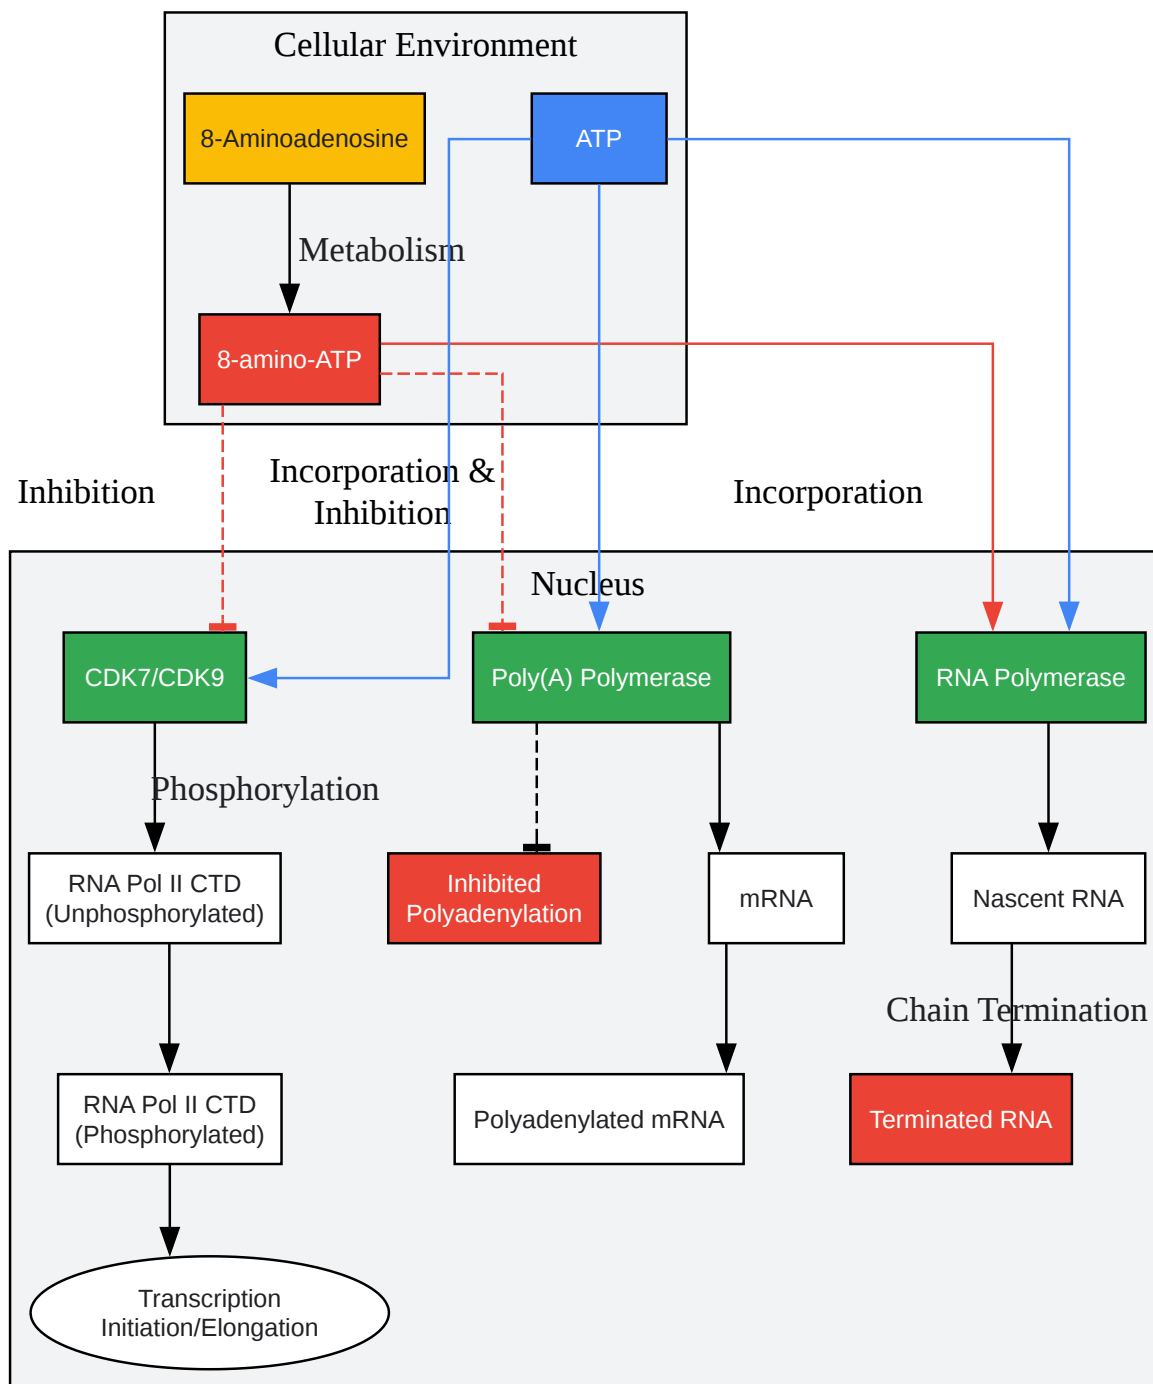 Cellular Environment
8-Aminoadenosine
ATP
Metabolism
8-amino-ATP
Inhibition
Incorporation &
Inhibition
Incorporation
Nucleus
CDK7/CDK9
Poly(A) Polymerase
RNA Polymerase
Phosphorylation
RNA Pol II CTD
(Unphosphorylated)
Inhibited
Polyadenylation
mRNA
Nascent RNA
Chain Termination
RNA Pol II CTD
(Phosphorylated)
Polyadenylated mRNA
Terminated RNA
Transcription
Initiation/Elongation